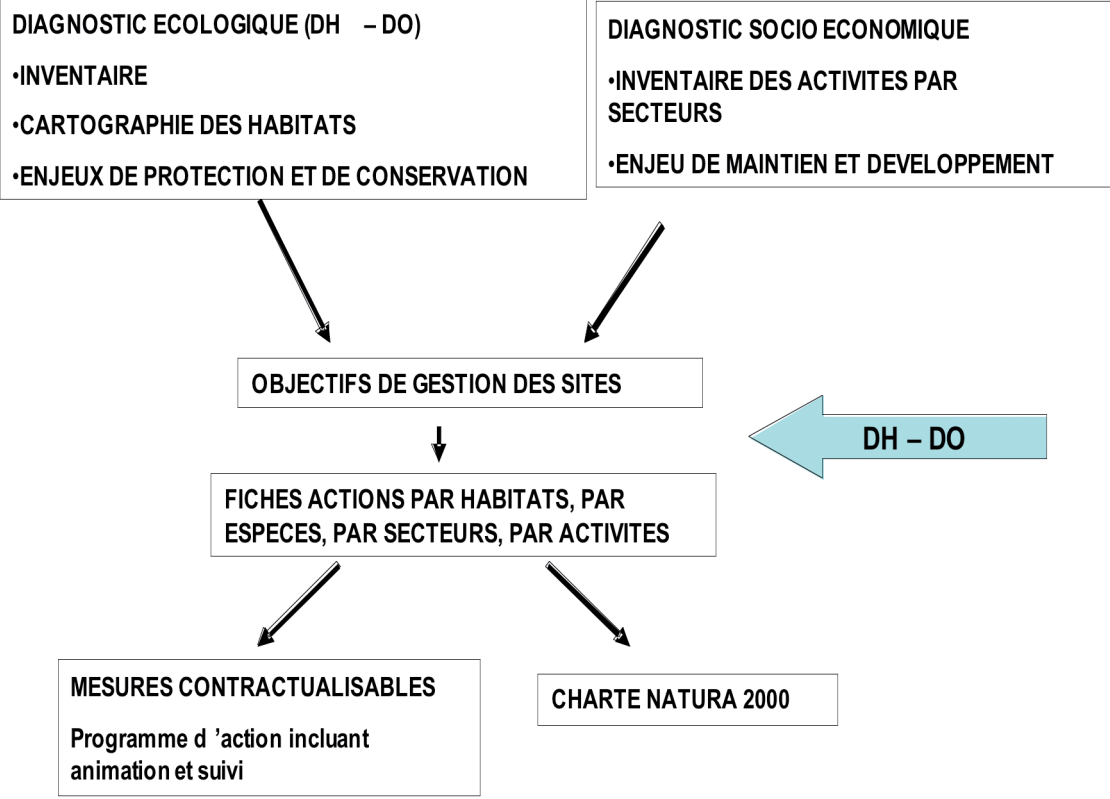 DIAGNOSTIC ECOLOGIQUE (DH – DO)
•INVENTAIRE
•CARTOGRAPHIE DES HABITATS
•ENJEUX DE PROTECTION ET DE CONSERVATION
DIAGNOSTIC SOCIO ECONOMIQUE
•INVENTAIRE DES ACTIVITES PAR
SECTEURS
•ENJEU DE MAINTIEN ET DEVELOPPEMENT
OBJECTIFS DE GESTION DES SITES
DH – DO
FICHES ACTIONS PAR HABITATS, PAR
ESPECES, PAR SECTEURS, PAR ACTIVITES
MESURES CONTRACTUALISABLES
Programme d ’action incluant
animation et suivi
CHARTE NATURA 2000